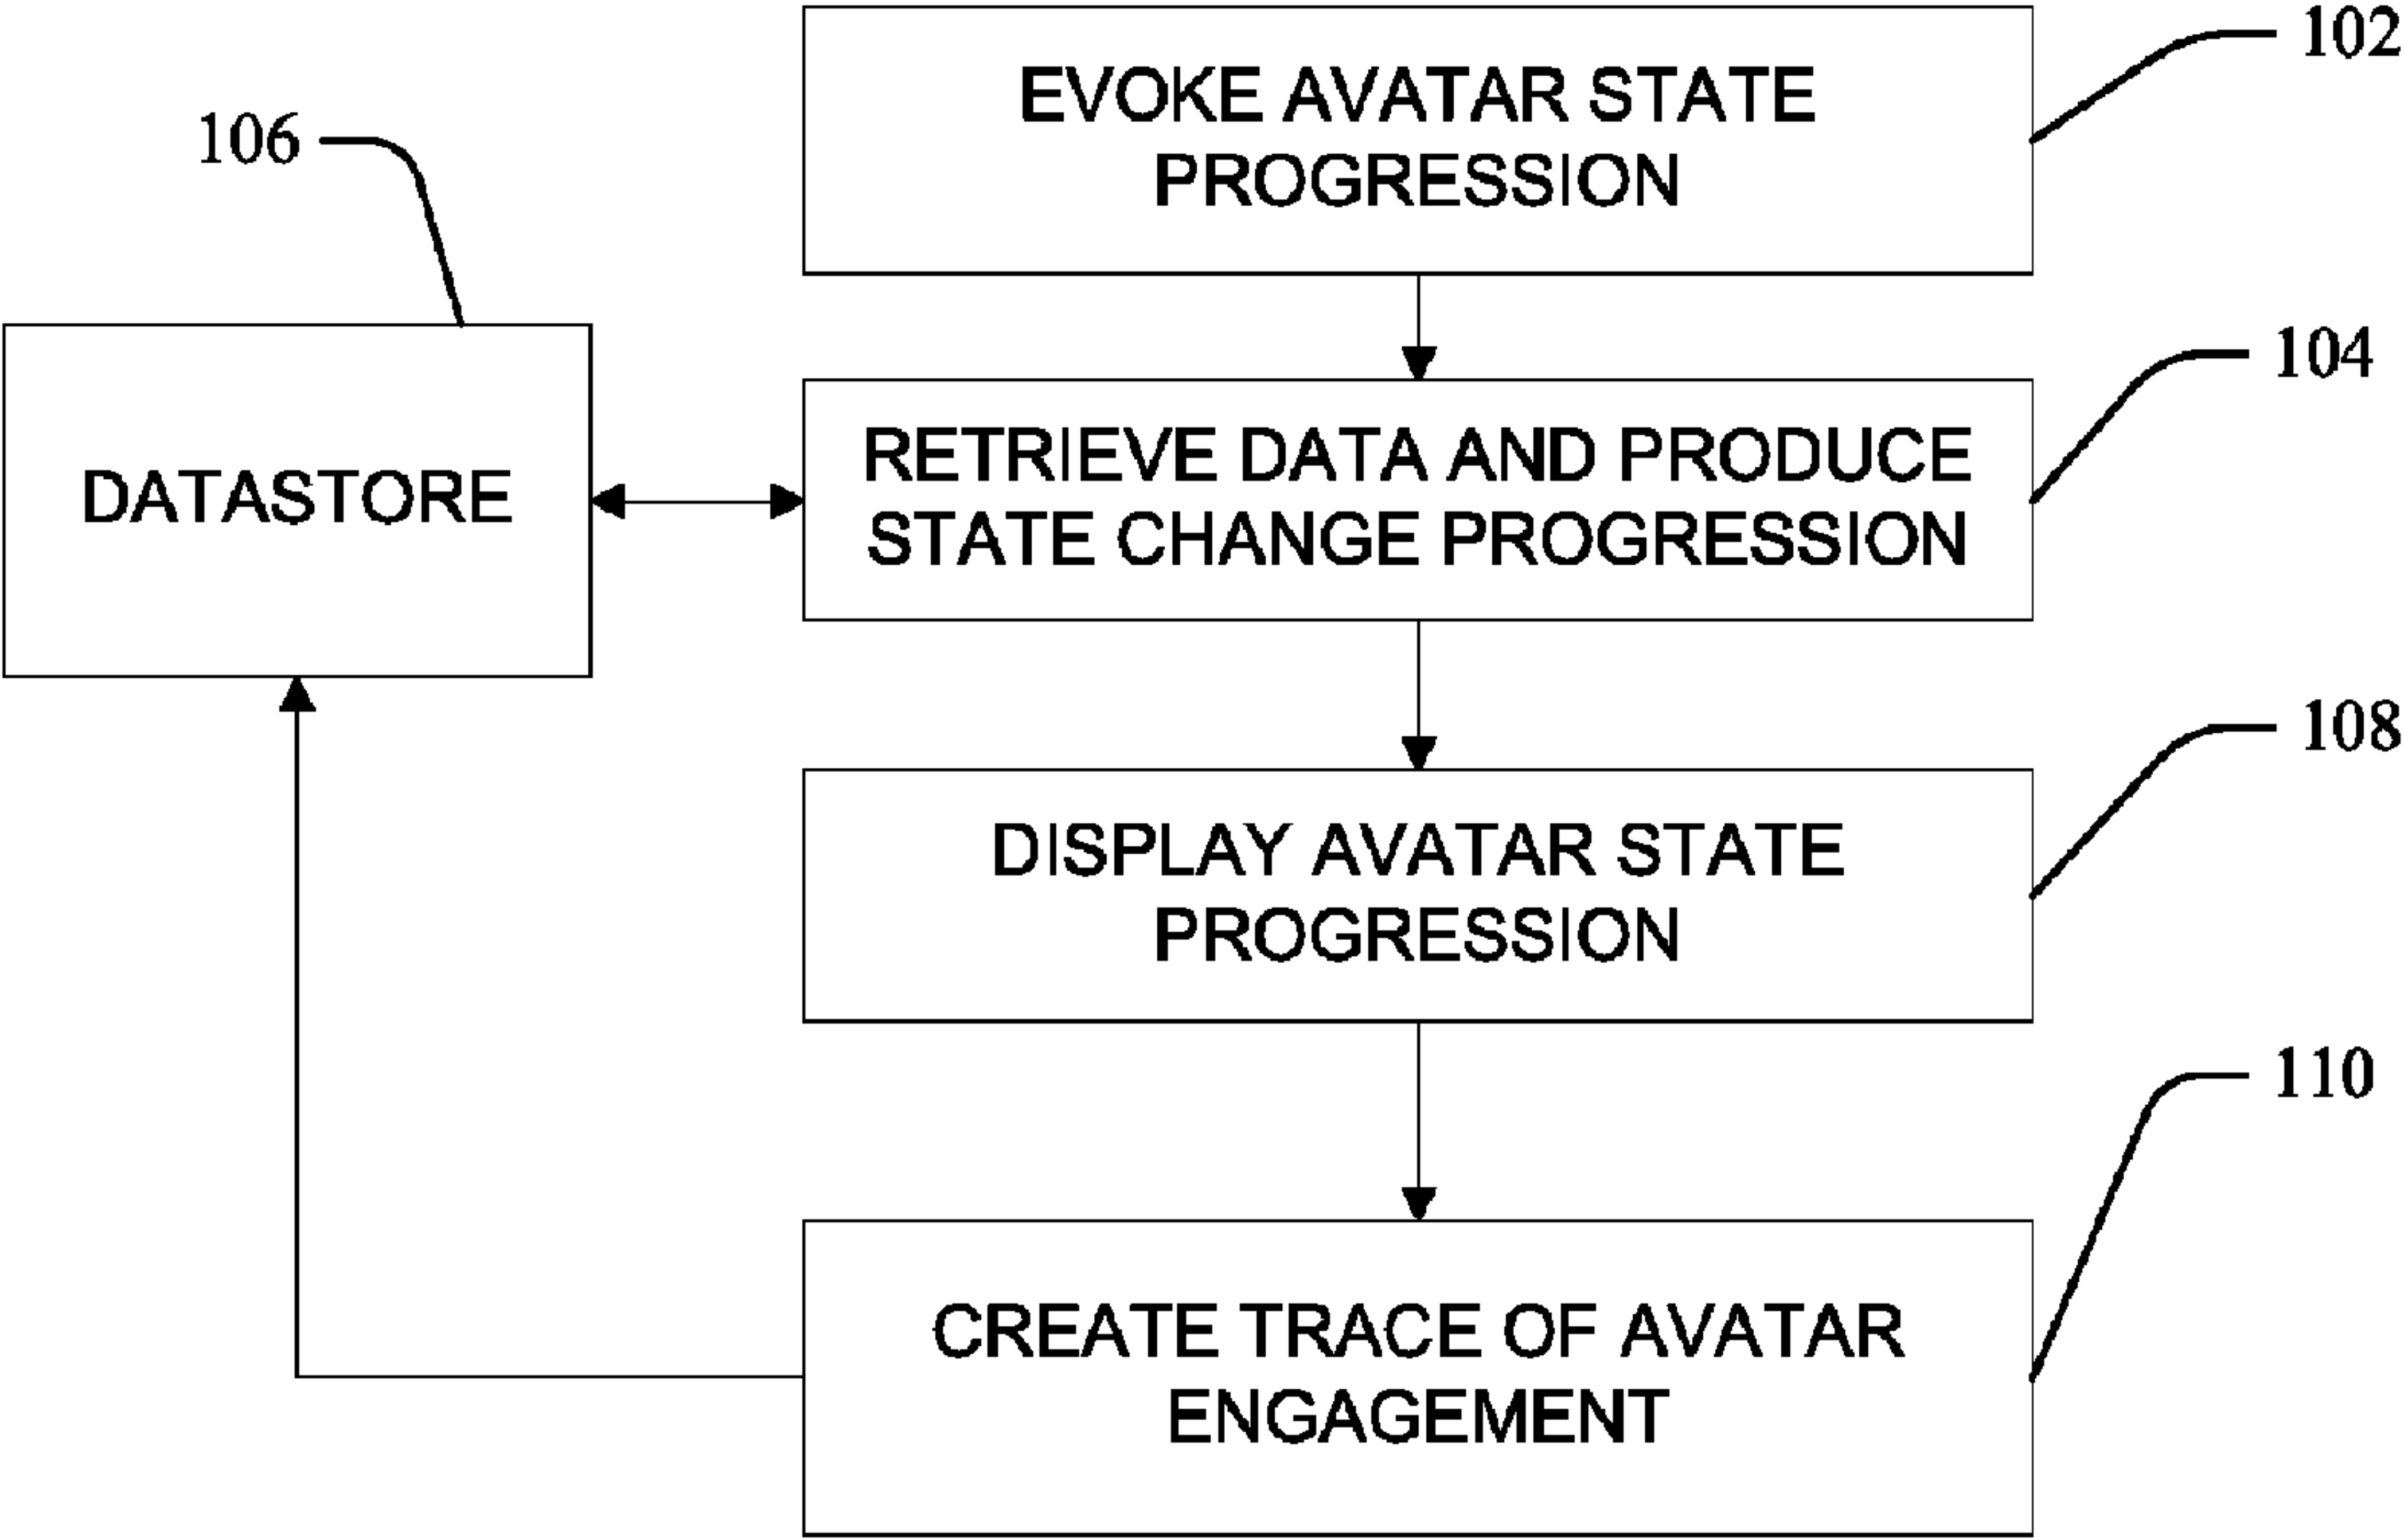 EVOKE AVATAR STATE
PROGRESSION
102
106
DATASTORE
RETRIEVE DATA AND PRODUCE
STATE CHANGE PROGRESSION
104
DISPLAY AVATAR STATE
PROGRESSION
108
CREATE TRACE OF AVATAR
ENGAGEMENT
110